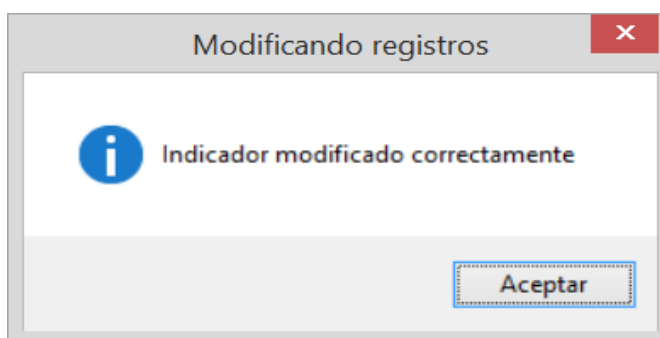 Modificando registros
Indicador modificado correctamente
Aceptar